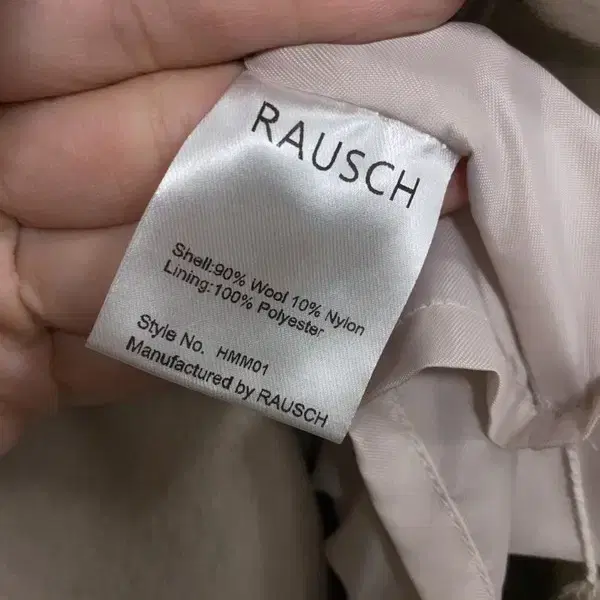 RAUSCH
Shell:90% Wool 10% Nylon
Lining:100% Polyester
Style No. HMM01
Manufactured by RAUSCH